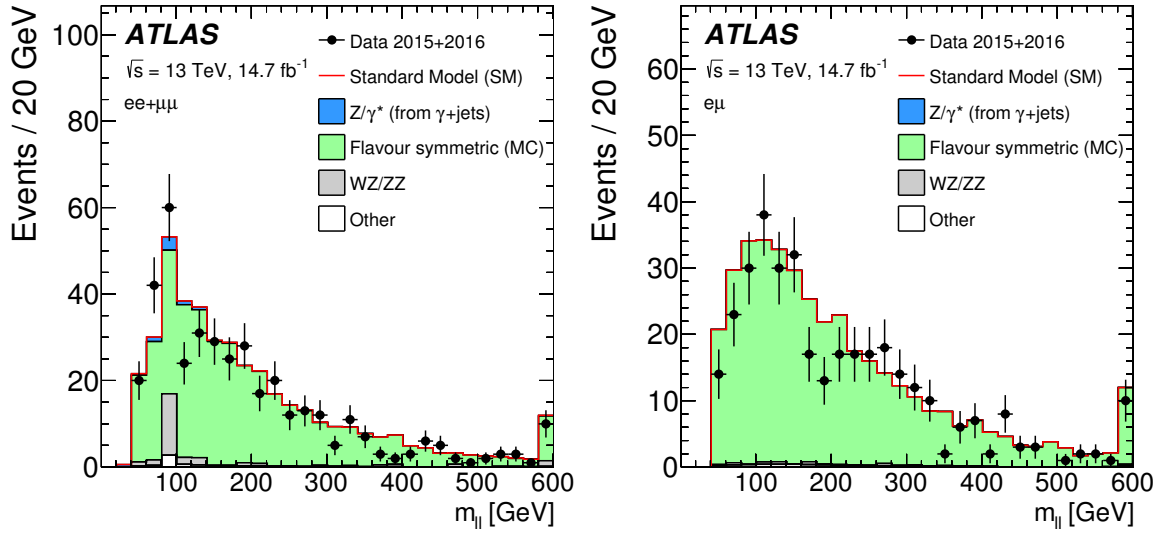 Events / 20 GeV
100
80
60
40
20
0
ATLAS
√s = 13 TeV, 14.7 fb-1
ee+μμ
Data 2015+2016
Standard Model (SM)
Z/γ* (from γ+jets)
Flavour symmetric (MC)
WZ/ZZ
Other
100 200 300 400 500 600
m_ll [GeV]
Events / 20 GeV
60
50
40
30
20
10
0
ATLAS
√s = 13 TeV, 14.7 fb-1
eμ
Data 2015+2016
Standard Model (SM)
Z/γ* (from γ+jets)
Flavour symmetric (MC)
WZ/ZZ
Other
100 200 300 400 500 600
m_ll [GeV]